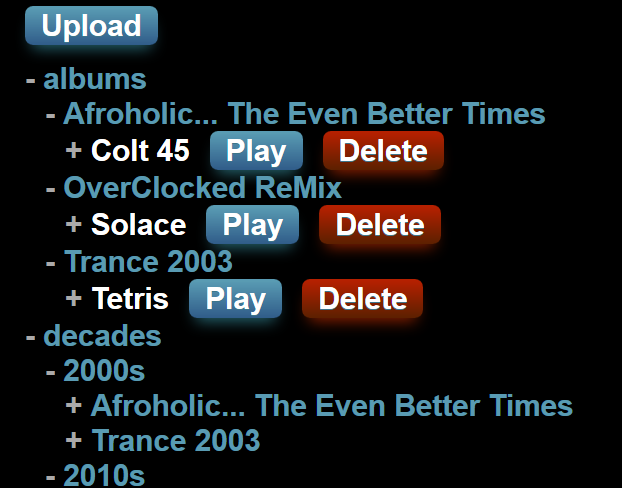 Upload
- albums
- Afroholic... The Even Better Times
+ Colt 45 Play Delete
- OverClocked ReMix
+ Solace Play Delete
- Trance 2003
+ Tetris Play Delete
- decades
- 2000s
+ Afroholic... The Even Better Times
+ Trance 2003
- 2010s